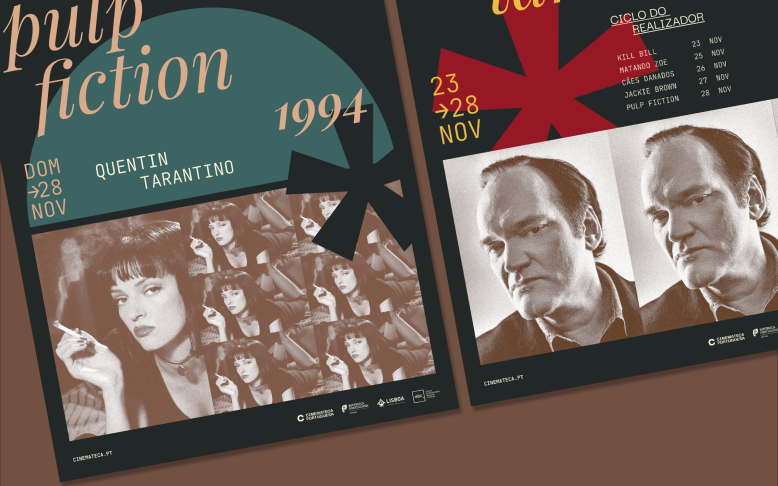 pulp
fiction
1994
DOM
→28
NOV
QUENTIN
TARANTINO
CINEMATECA.PT
CINEMATECA
PORTUGUESA
LISBOA
CICLO DO
REALIZADOR
KILL BILL 23 NOV
MATANDO ZOE 25 NOV
CÃES DANADOS 26 NOV
JACKIE BROWN 27 NOV
PULP FICTION 28 NOV
23
→28
NOV
CINEMATECA.PT
CINEMATECA
PORTUGUESA